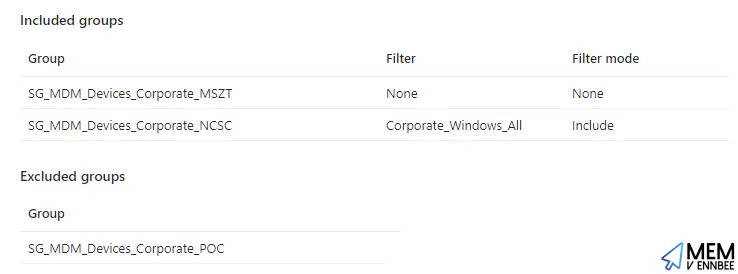 Included groups
Group Filter Filter mode
SG_MDM_Devices_Corporate_MSZT None None
SG_MDM_Devices_Corporate_NCSC Corporate_Windows_All Include
Excluded groups
Group
SG_MDM_Devices_Corporate_POC
MEM
V ENNBEE